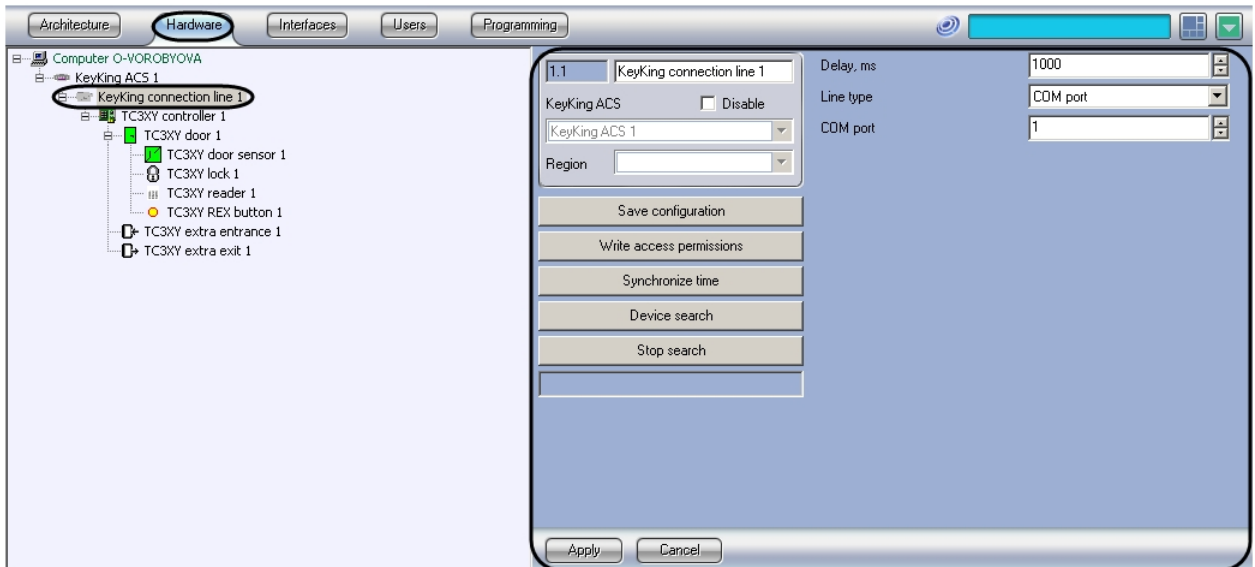 Architecture Hardware Interfaces Users Programming
Computer O-VOROBYOVA
KeyKing ACS 1
KeyKing connection line 1
TC3XY controller 1
TC3XY door 1
TC3XY door sensor 1
TC3XY lock 1
TC3XY reader 1
TC3XY REX button 1
TC3XY extra entrance 1
TC3XY extra exit 1
1.1 KeyKing connection line 1
KeyKing ACS Disable
KeyKing ACS 1
Region
Save configuration
Write access permissions
Synchronize time
Device search
Stop search
Delay, ms 1000
Line type COM port
COM port 1
Apply Cancel